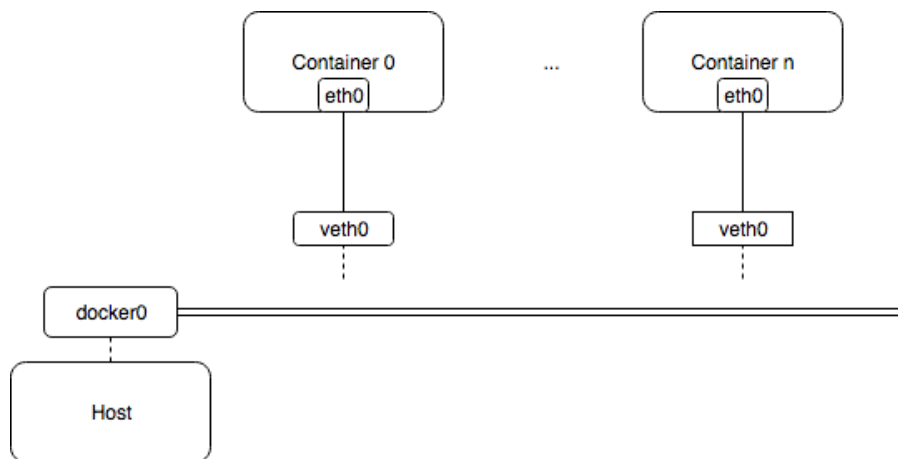 Container 0
...
Container n
eth0
eth0
veth0
veth0
docker0
Host